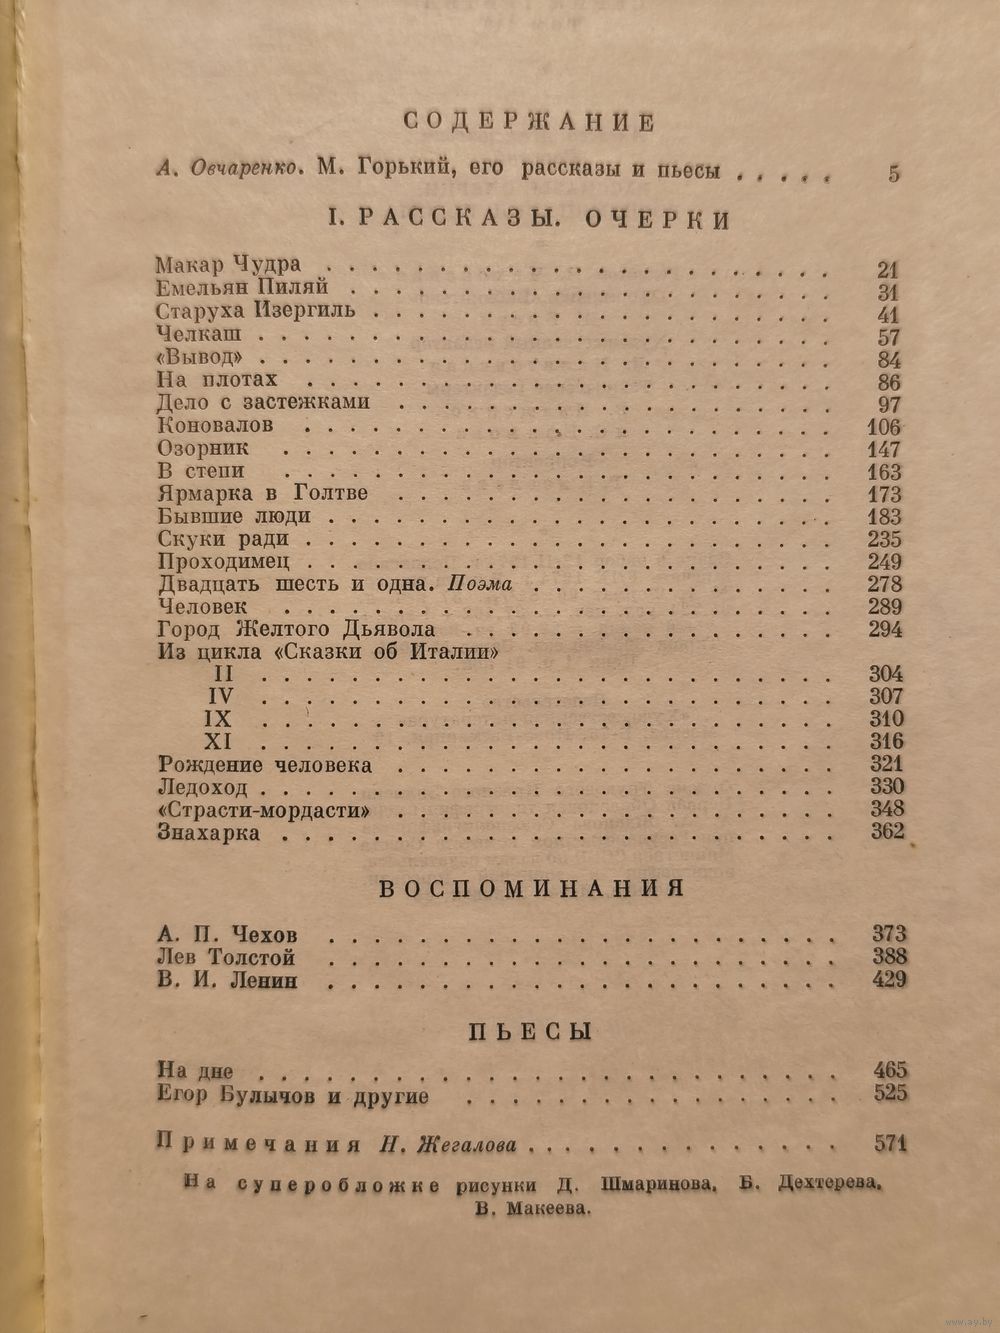 СОДЕРЖАНИЕ
А. Овчаренко. М. Горький, его рассказы и пьесы . . . . . 5
I. РАССКАЗЫ. ОЧЕРКИ
Макар Чудра . . . . . . . . . . . . . . . . . . . . . . . 21
Емельян Пиляй . . . . . . . . . . . . . . . . . . . . . . 31
Старуха Изергиль . . . . . . . . . . . . . . . . . . . . . 41
Челкаш . . . . . . . . . . . . . . . . . . . . . . . . . . 57
«Вывод» . . . . . . . . . . . . . . . . . . . . . . . . . . 84
На плотах . . . . . . . . . . . . . . . . . . . . . . . . 86
Дело с застежками . . . . . . . . . . . . . . . . . . . . 97
Коновалов . . . . . . . . . . . . . . . . . . . . . . . . 106
Озорник . . . . . . . . . . . . . . . . . . . . . . . . . 147
В степи . . . . . . . . . . . . . . . . . . . . . . . . . 163
Ярмарка в Голтве . . . . . . . . . . . . . . . . . . . . 173
Бывшие люди . . . . . . . . . . . . . . . . . . . . . . . 183
Скуки ради . . . . . . . . . . . . . . . . . . . . . . . . 235
Проходимец . . . . . . . . . . . . . . . . . . . . . . . . 249
Двадцать шесть и одна. Поэма . . . . . . . . . . . . . . 278
Человек . . . . . . . . . . . . . . . . . . . . . . . . . 289
Город Желтого Дьявола . . . . . . . . . . . . . . . . . 294
Из цикла «Сказки об Италии»
II . . . . . . . . . . . . . . . . . . . . . . . . . . 304
IV . . . . . . . . . . . . . . . . . . . . . . . . . . 307
IX . . . . . . . . . . . . . . . . . . . . . . . . . . 310
XI . . . . . . . . . . . . . . . . . . . . . . . . . . 316
Рождение человека . . . . . . . . . . . . . . . . . . . . 321
Ледоход . . . . . . . . . . . . . . . . . . . . . . . . . . 330
«Страсти-мордасти» . . . . . . . . . . . . . . . . . . . . 348
Знахарка . . . . . . . . . . . . . . . . . . . . . . . . . 362
ВОСПОМИНАНИЯ
А. П. Чехов . . . . . . . . . . . . . . . . . . . . . . . 373
Лев Толстой . . . . . . . . . . . . . . . . . . . . . . . 388
В. И. Ленин . . . . . . . . . . . . . . . . . . . . . . . 429
ПЬЕСЫ
На дне . . . . . . . . . . . . . . . . . . . . . . . . . . 465
Егор Булычов и другие . . . . . . . . . . . . . . . . . 525
Примечания Н. Жегалова . . . . . . . . . . . . . . 571
На суперобложке рисунки Д. Шмаринова, Б. Дехтерева,
В. Макеева.
www.ay.by